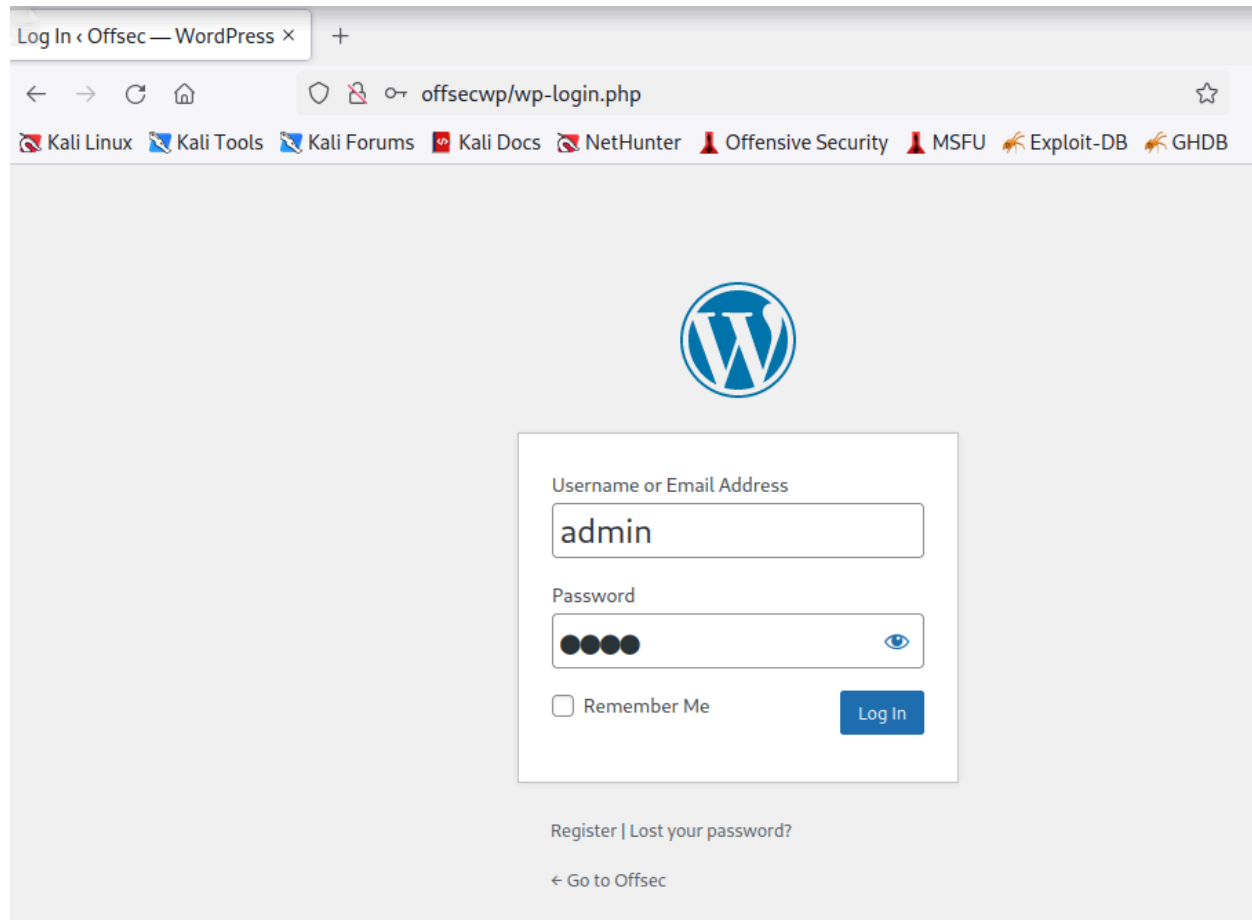 Log In ‹ Offsec — WordPress × +
offsecwp/wp-login.php
Kali Linux Kali Tools Kali Forums Kali Docs NetHunter Offensive Security MSFU Exploit-DB GHDB
Username or Email Address
admin
Password
●●●●
Remember Me Log In
Register | Lost your password?
← Go to Offsec